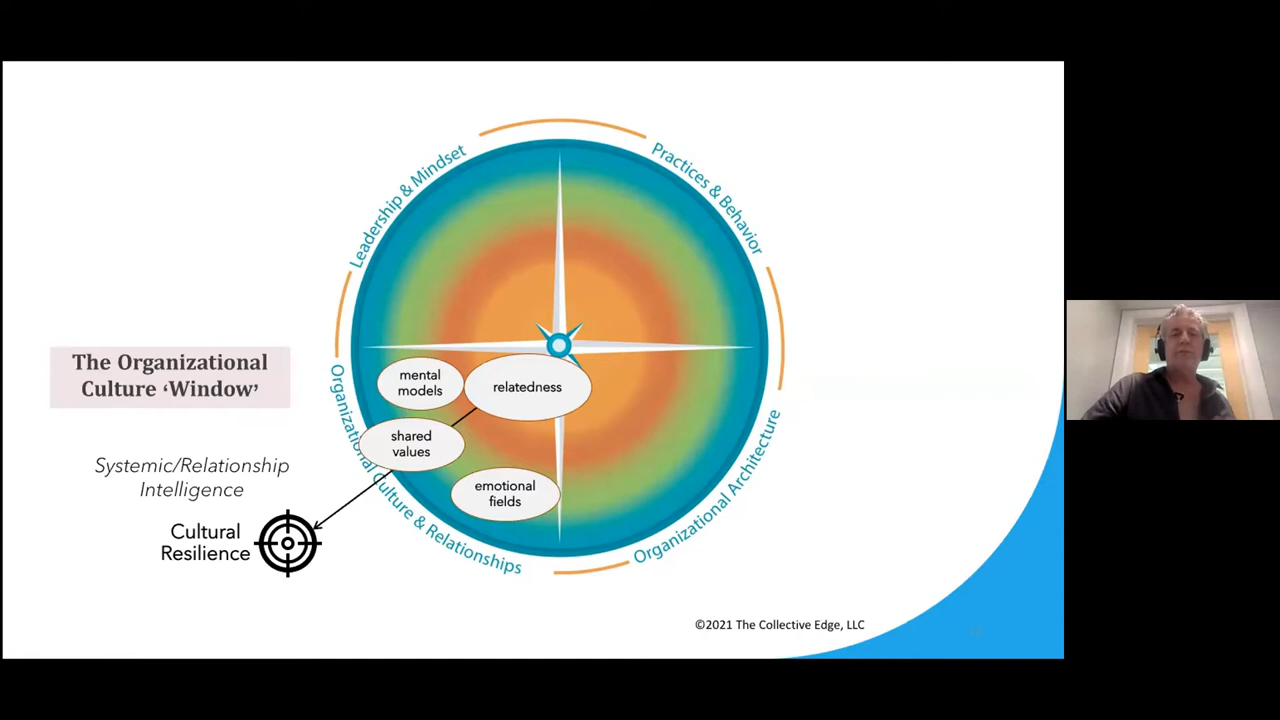 Leadership & Mindset
Practices & Behavior
The Organizational
Culture ‘Window’
mental
models
relatedness
shared
values
Systemic/Relationship
Intelligence
emotional
fields
Cultural
Resilience
Organizational Culture & Relationships
Organizational Architecture
©2021 The Collective Edge, LLC